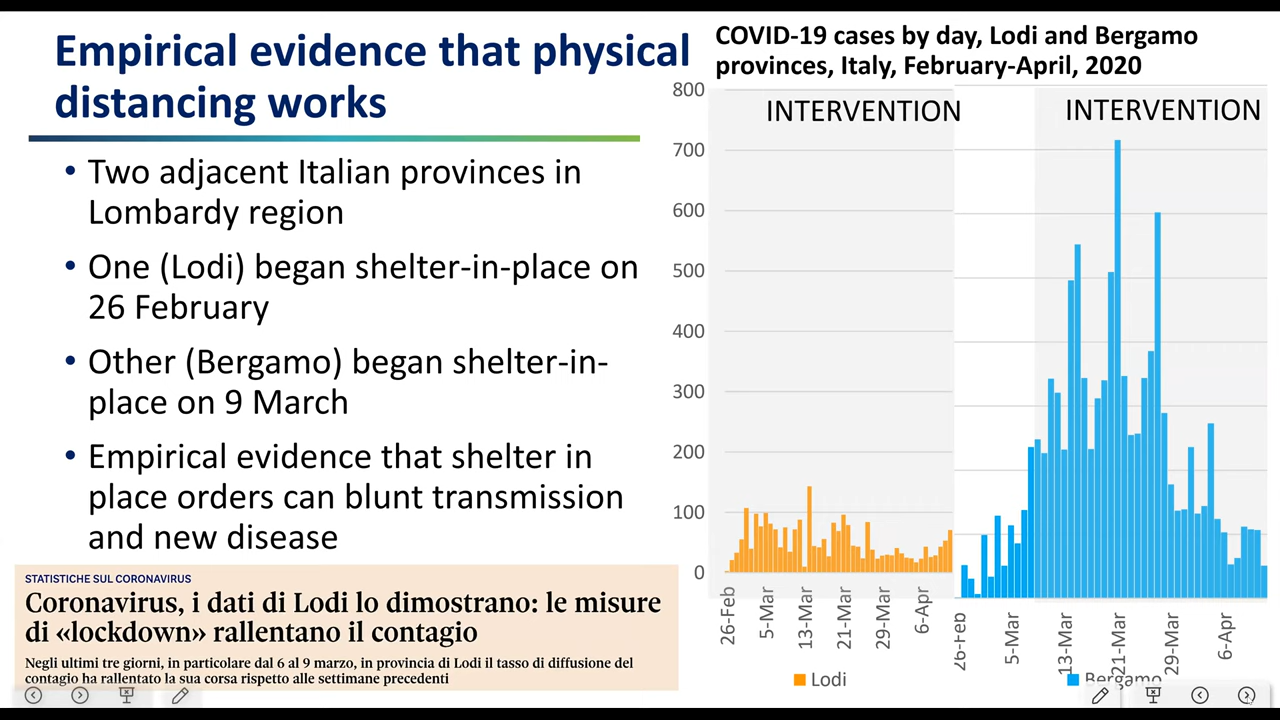 Empirical evidence that physical
distancing works
• Two adjacent Italian provinces in
Lombardy region
• One (Lodi) began shelter-in-place on
26 February
• Other (Bergamo) began shelter-in-
place on 9 March
• Empirical evidence that shelter in
place orders can blunt transmission
and new disease
STATISTICHE SUL CORONAVIRUS
Coronavirus, i dati di Lodi lo dimostrano: le misure
di «lockdown» rallentano il contagio
Negli ultimi tre giorni, in particolare dal 6 al 9 marzo, in provincia di Lodi il tasso di diffusione del
contagio ha rallentato la sua corsa rispetto alle settimane precedenti
COVID-19 cases by day, Lodi and Bergamo
provinces, Italy, February-April, 2020
INTERVENTION
INTERVENTION
800
700
600
500
400
300
200
100
0
26-Feb
5-Mar
13-Mar
21-Mar
29-Mar
6-Apr
Lodi
26-Feb
5-Mar
13-Mar
21-Mar
29-Mar
6-Apr
Bergamo